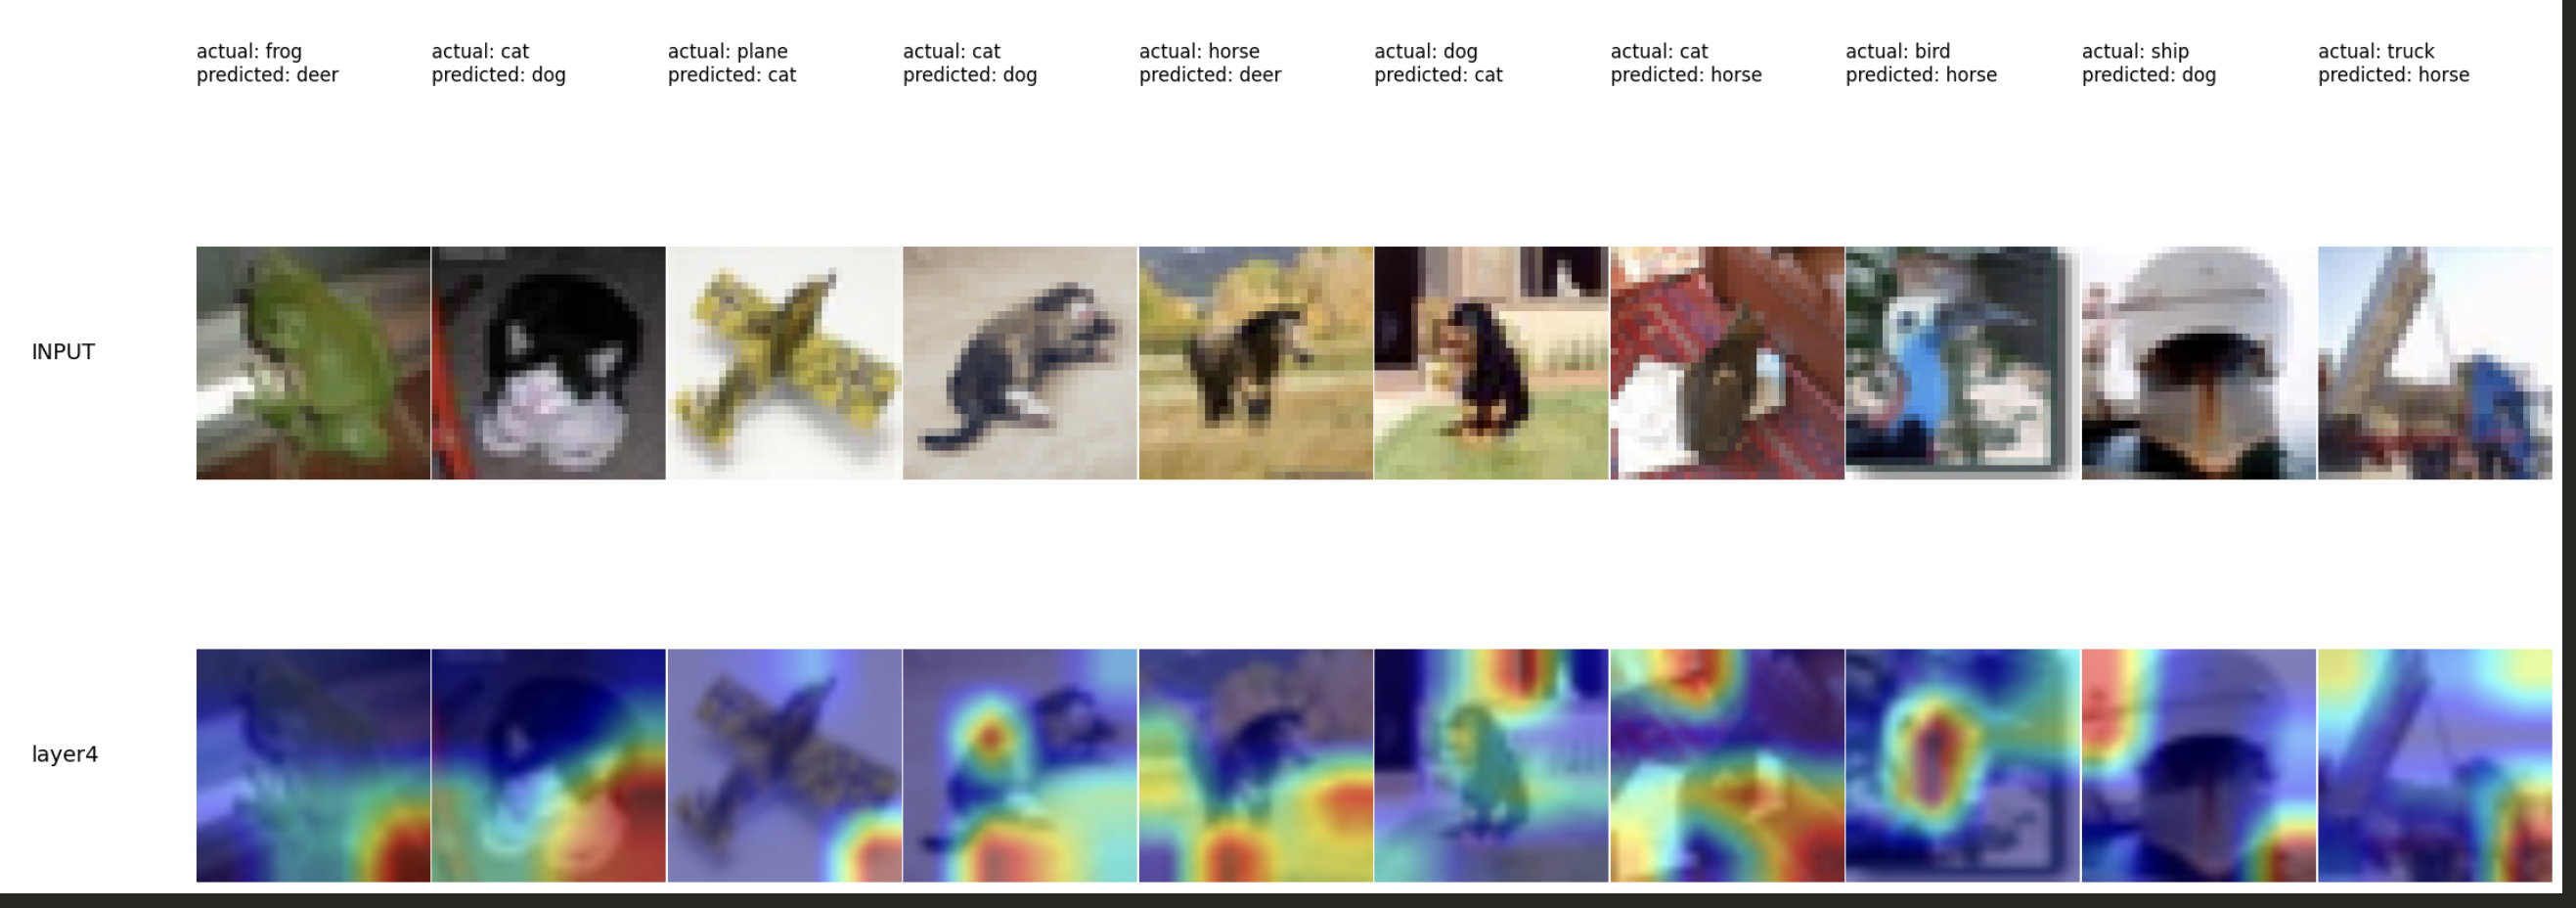 actual: frog
predicted: deer
actual: cat
predicted: dog
actual: plane
predicted: cat
actual: cat
predicted: dog
actual: horse
predicted: deer
actual: dog
predicted: cat
actual: cat
predicted: horse
actual: bird
predicted: horse
actual: ship
predicted: dog
actual: truck
predicted: horse
INPUT
layer4